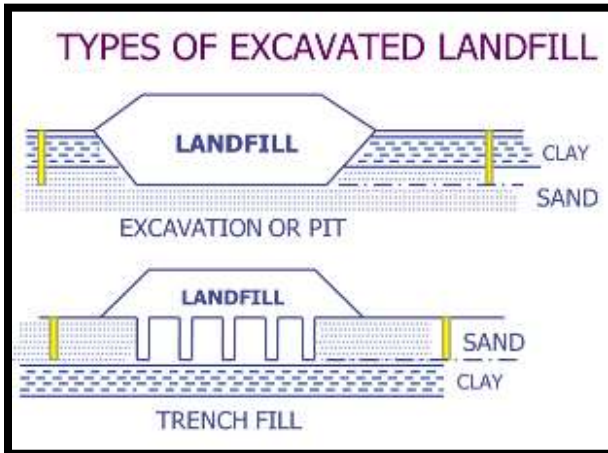 TYPES OF EXCAVATED LANDFILL
LANDFILL
CLAY
SAND
EXCAVATION OR PIT
LANDFILL
SAND
CLAY
TRENCH FILL